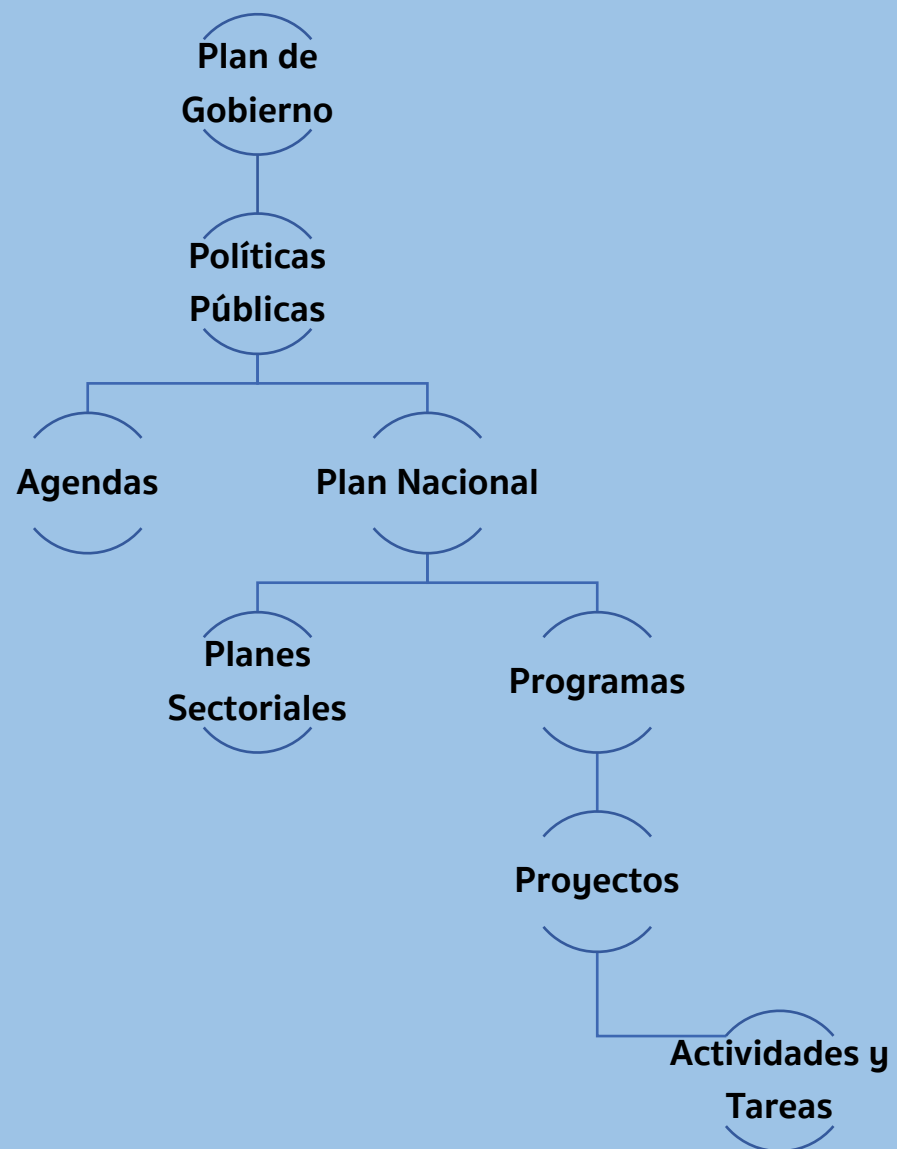 Plan de
Gobierno
Políticas
Públicas
Agendas
Plan Nacional
Planes
Sectoriales
Programas
Proyectos
Actividades y
Tareas